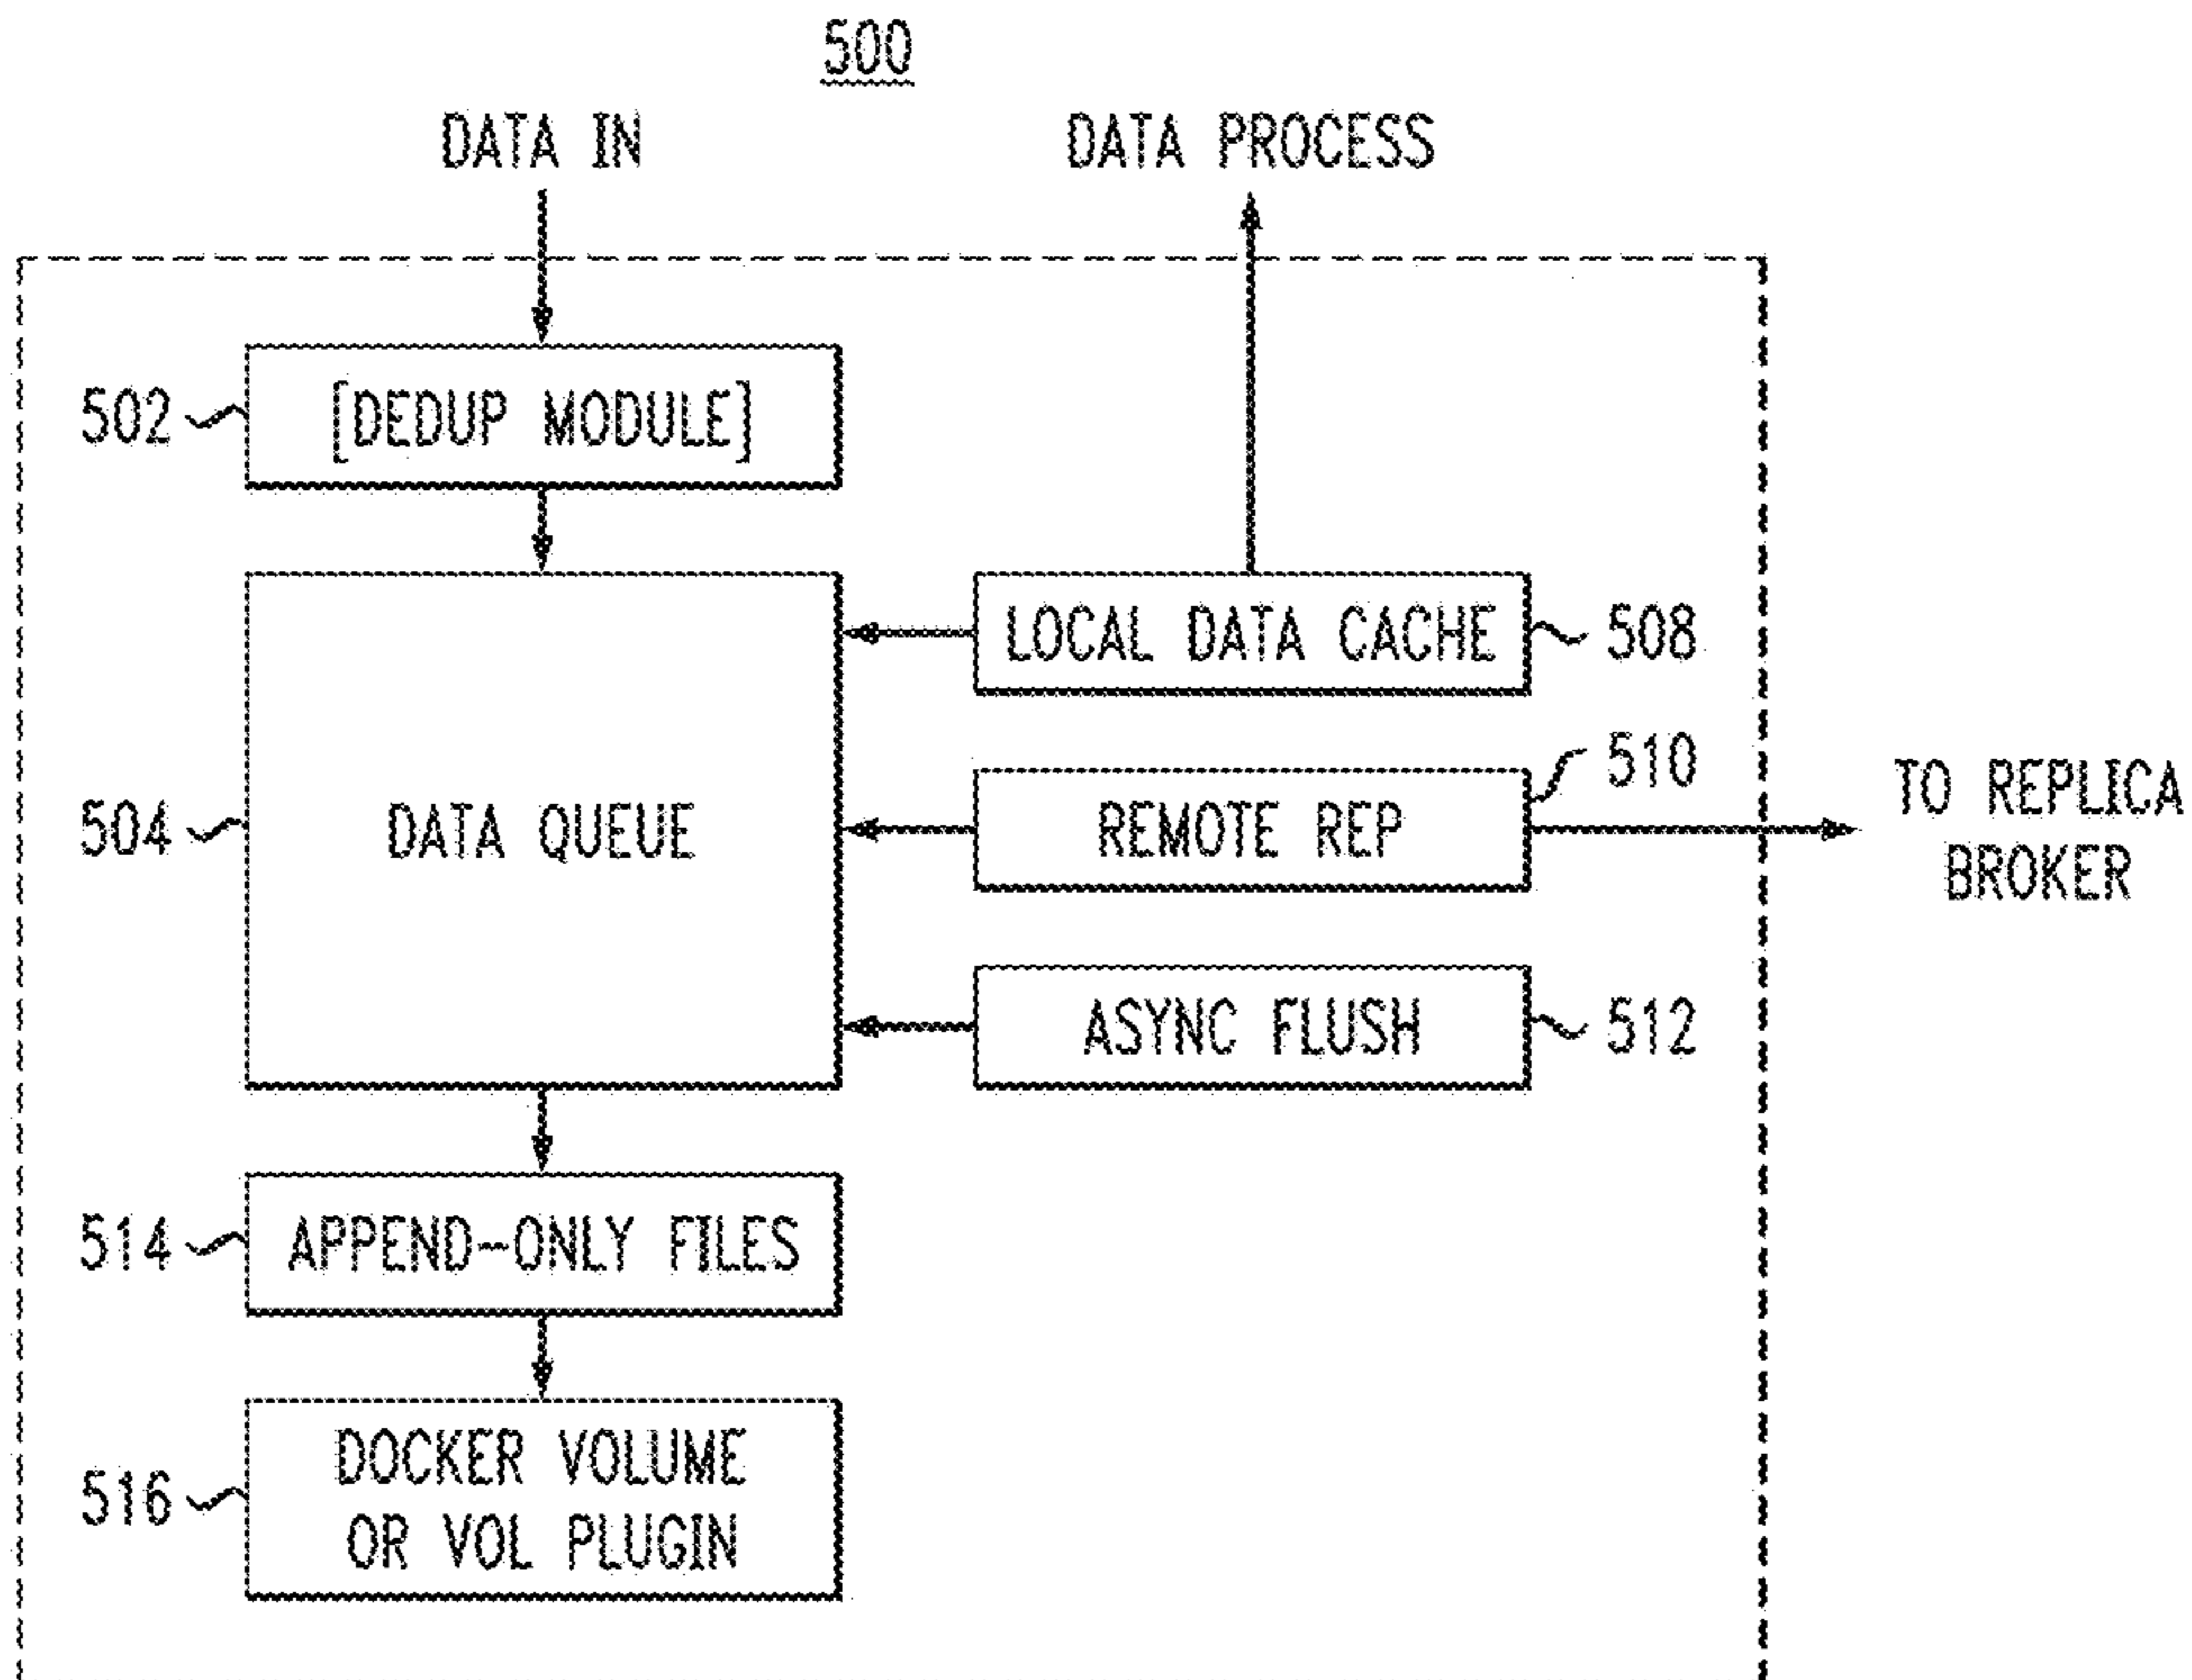 500
DATA IN
DATA PROCESS
502
[DEDUP MODULE]
LOCAL DATA CACHE
508
510
504
DATA QUEUE
REMOTE REP
TO REPLICA
BROKER
ASYNC FLUSH
512
514
APPEND-ONLY FILES
516
DOCKER VOLUME
OR VOL PLUGIN